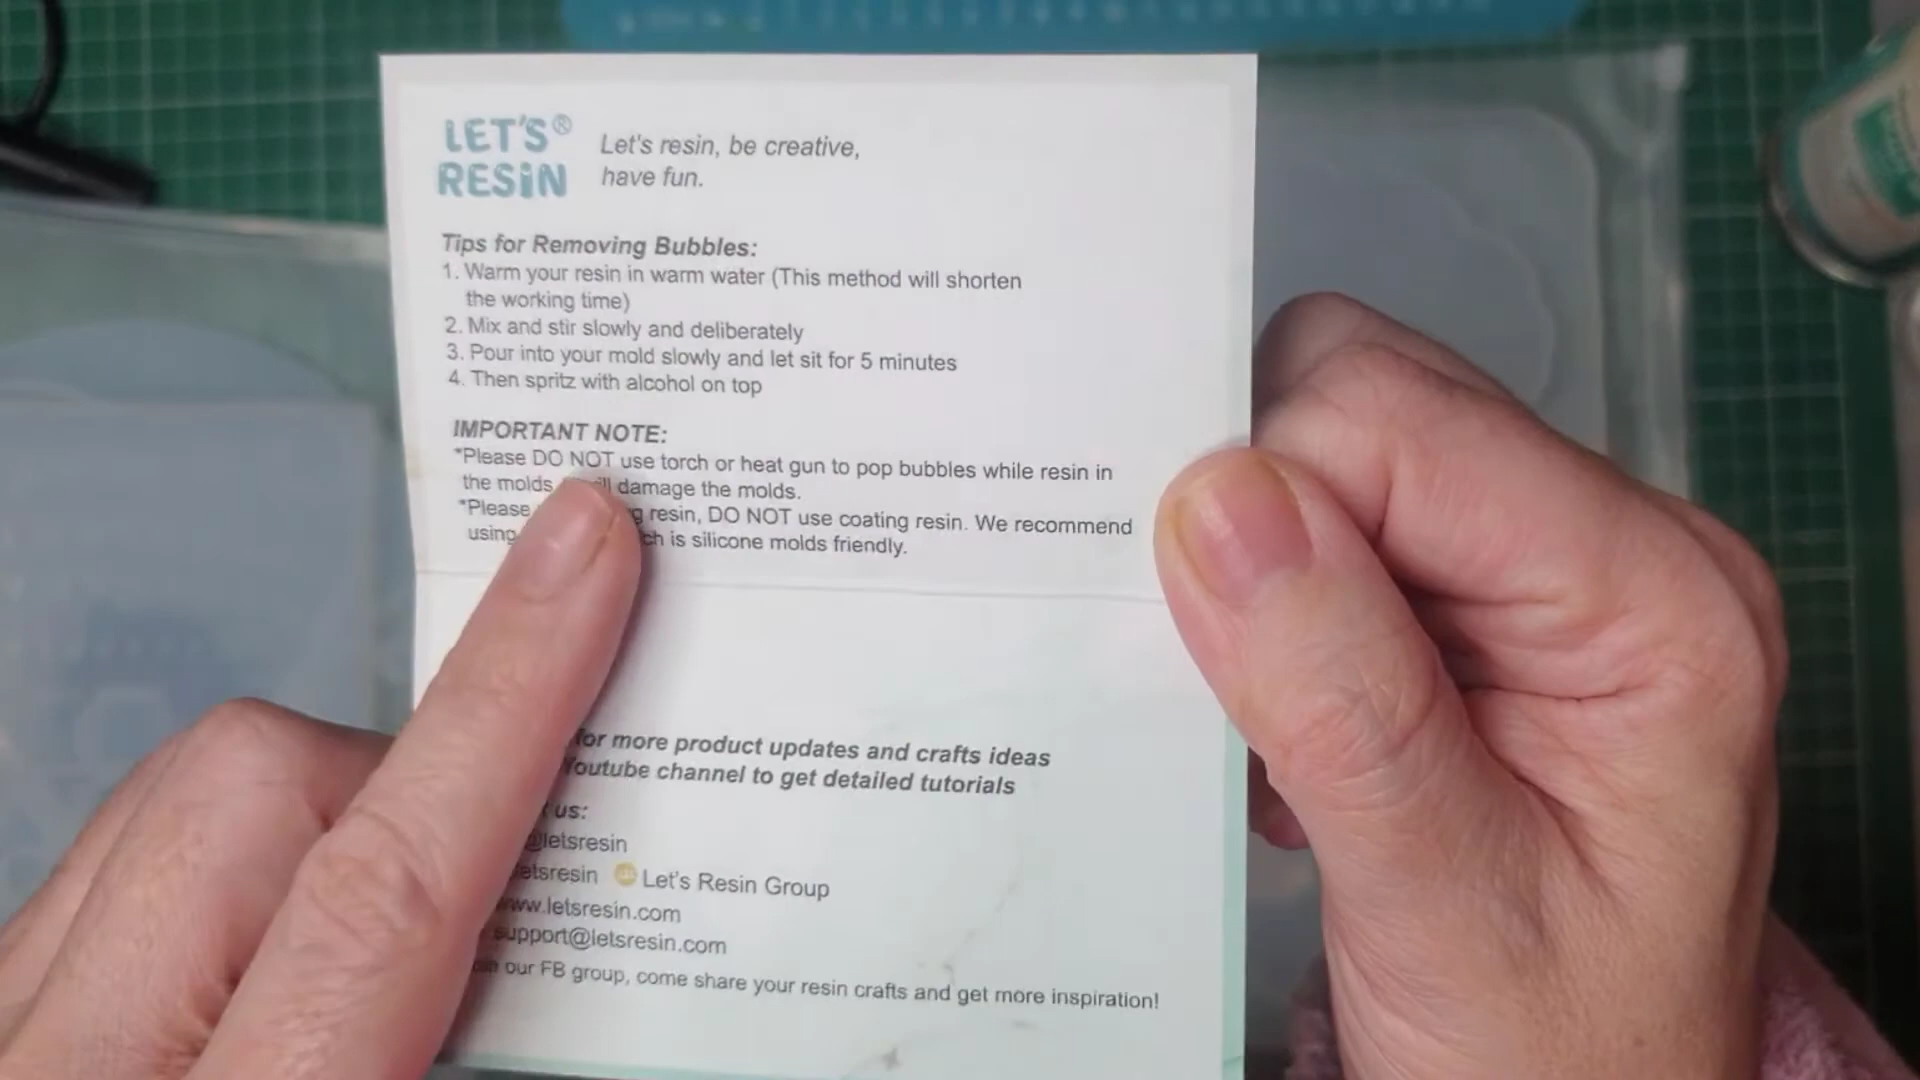 LET'S®
RESiN
Let's resin, be creative,
have fun.
Tips for Removing Bubbles:
1. Warm your resin in warm water (This method will shorten
the working time)
2. Mix and stir slowly and deliberately
3. Pour into your mold slowly and let sit for 5 minutes
4. Then spritz with alcohol on top
IMPORTANT NOTE:
*Please DO NOT use torch or heat gun to pop bubbles while resin in
the molds damage the molds.
*Please resin, DO NOT use coating resin. We recommend
using is silicone molds friendly.
for more product updates and crafts ideas
Youtube channel to get detailed tutorials
us:
@letsresin
letsresin Let's Resin Group
www.letsresin.com
support@letsresin.com
our FB group, come share your resin crafts and get more inspiration!